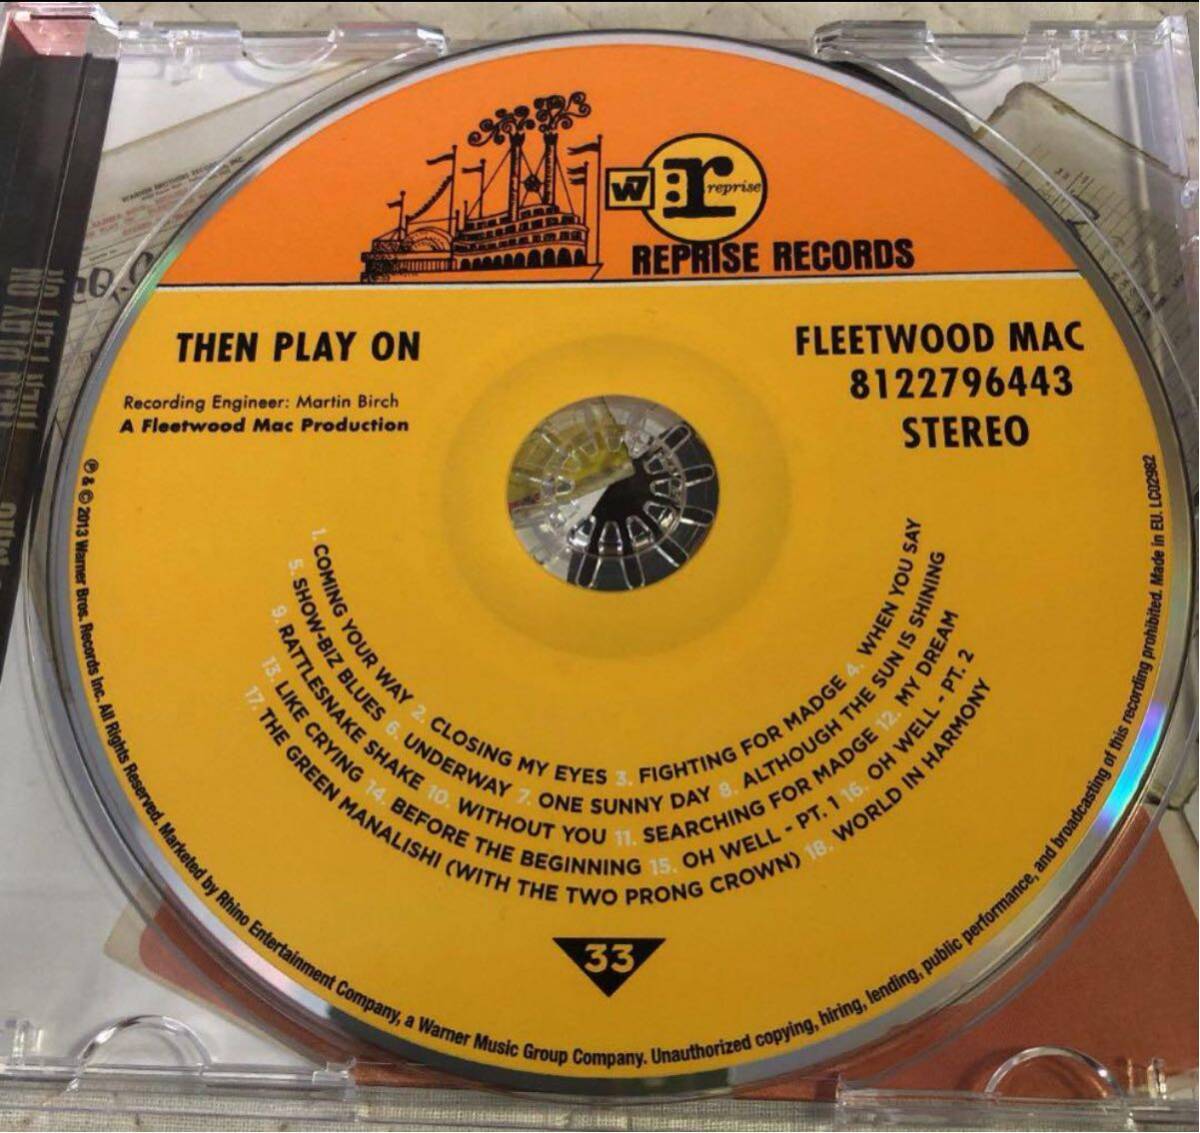 W
r reprise
REPRISE RECORDS
THEN PLAY ON
Recording Engineer: Martin Birch
A Fleetwood Mac Production
FLEETWOOD MAC
8122796443
STEREO
1. COMING YOUR WAY 2. CLOSING MY EYES 3. FIGHTING FOR MADGE 4. WHEN YOU SAY
5. SHOW-BIZ BLUES 6. UNDERWAY 7. ONE SUNNY DAY 8. ALTHOUGH THE SUN IS SHINING
9. RATTLESNAKE SHAKE 10. WITHOUT YOU 11. SEARCHING FOR MADGE 12. MY DREAM
13. LIKE CRYING 14. BEFORE THE BEGINNING 15. OH WELL - PT. 1 16. OH WELL - PT. 2
17. THE GREEN MANALISHI (WITH THE TWO PRONG CROWN) 18. WORLD IN HARMONY
33
℗ & © 2013 Warner Bros. Records Inc. All Rights Reserved. Marketed by Rhino Entertainment Company, a Warner Music Group Company. Unauthorized copying, hiring, lending, public performance, and broadcasting of this recording prohibited. Made in EU. LC02982